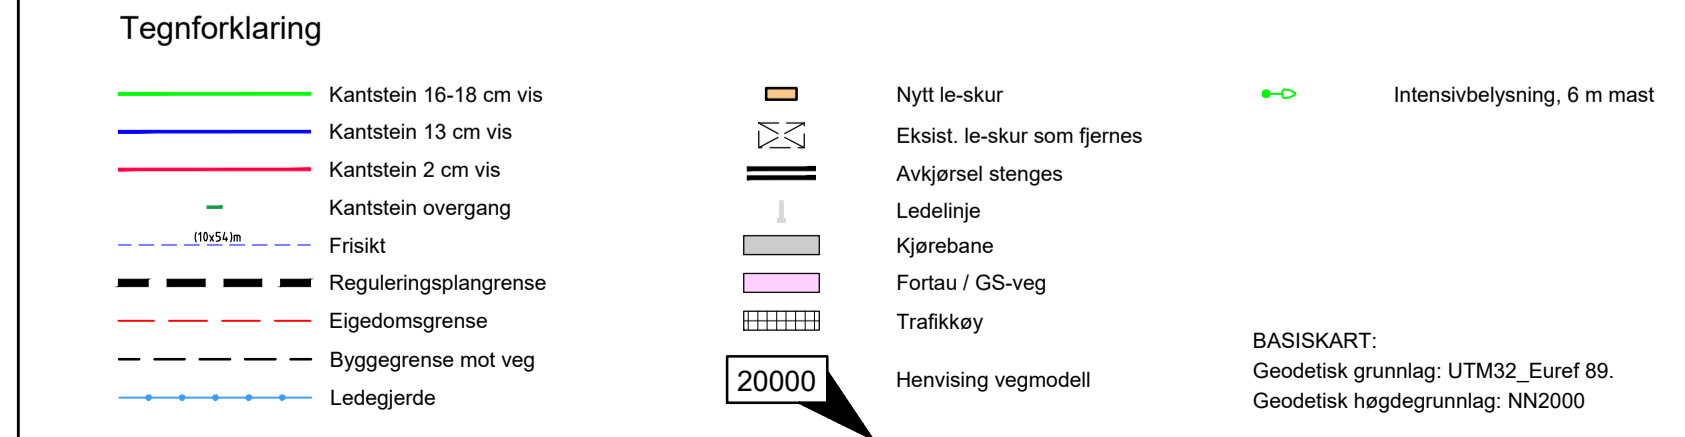 Tegnforklaring
Kantstein 16-18 cm vis
Kantstein 13 cm vis
Kantstein 2 cm vis
Kantstein overgang
(10x54)m
Frisikt
Reguleringsplangrense
Eigedomsgrense
Byggegrense mot veg
Ledegjerde
Nytt le-skur
Eksist. le-skur som fjernes
Avkjørsel stenges
Ledelinje
Kjørebane
Fortau / GS-veg
Trafikkøy
20000 Henvising vegmodell
Intensivbelysning, 6 m mast
BASISKART:
Geodetisk grunnlag: UTM32_Euref 89.
Geodetisk høgdegrunnlag: NN2000